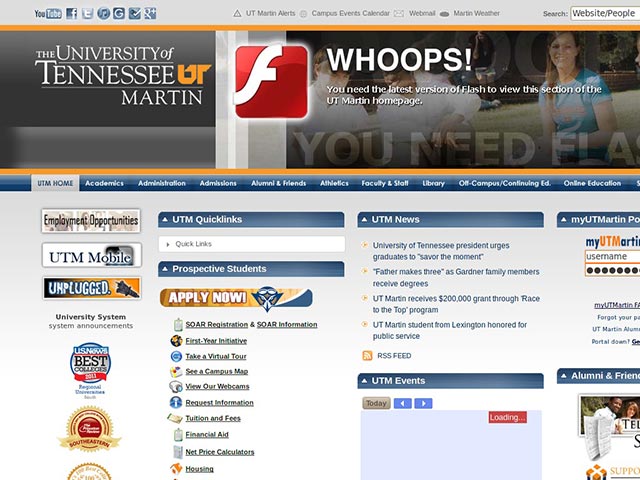 You Tube
UT Martin Alerts
Campus Events Calendar
Webmail
Martin Weather
Search:
Website/People
THE UNIVERSITY of
TENNESSEE UT
MARTIN
WHOOPS!
You need the latest version of Flash to view this section of the
UT Martin homepage.
YOU NEED FLAS
UTM HOME
Academics
Administration
Admissions
Alumni & Friends
Athletics
Faculty & Staff
Library
Off-Campus/Continuing Ed.
Online Education
S
Employment Opportunities
UTM Mobile
UNPLUGGED.
University System
system announcements
US News
BEST
COLLEGES
2011
Regional
Universities
South
The Princeton Review
SOUTHEASTERN
UTM Quicklinks
Quick Links
Prospective Students
APPLY NOW!
SOAR Registration & SOAR Information
First-Year Initiative
Take a Virtual Tour
See a Campus Map
View Our Webcams
Request Information
Tuition and Fees
Financial Aid
Net Price Calculators
Housing
UTM News
University of Tennessee president urges
graduates to "savor the moment"
"Father makes three" as Gardner family members
receive degrees
UT Martin receives $200,000 grant through 'Race
to the Top' program
UT Martin student from Lexington honored for
public service
RSS FEED
UTM Events
Today
Loading...
myUTMartin Po
myUTMartin
username
myUTMartin FA
Forgot your pa
UT Martin Alum
Portal down? Ge
Alumni & Friend
TEL
S
SUPPO